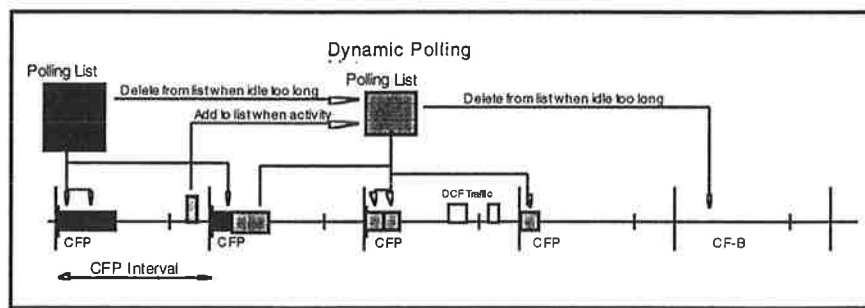 Dynamic Polling
Polling List
Polling List
Delete from list when idle too long
Delete from list when idle too long
Add to list when activity
DCF Traffic
CFP
CFP
CFP
CFP
CF-B
CFP Interval